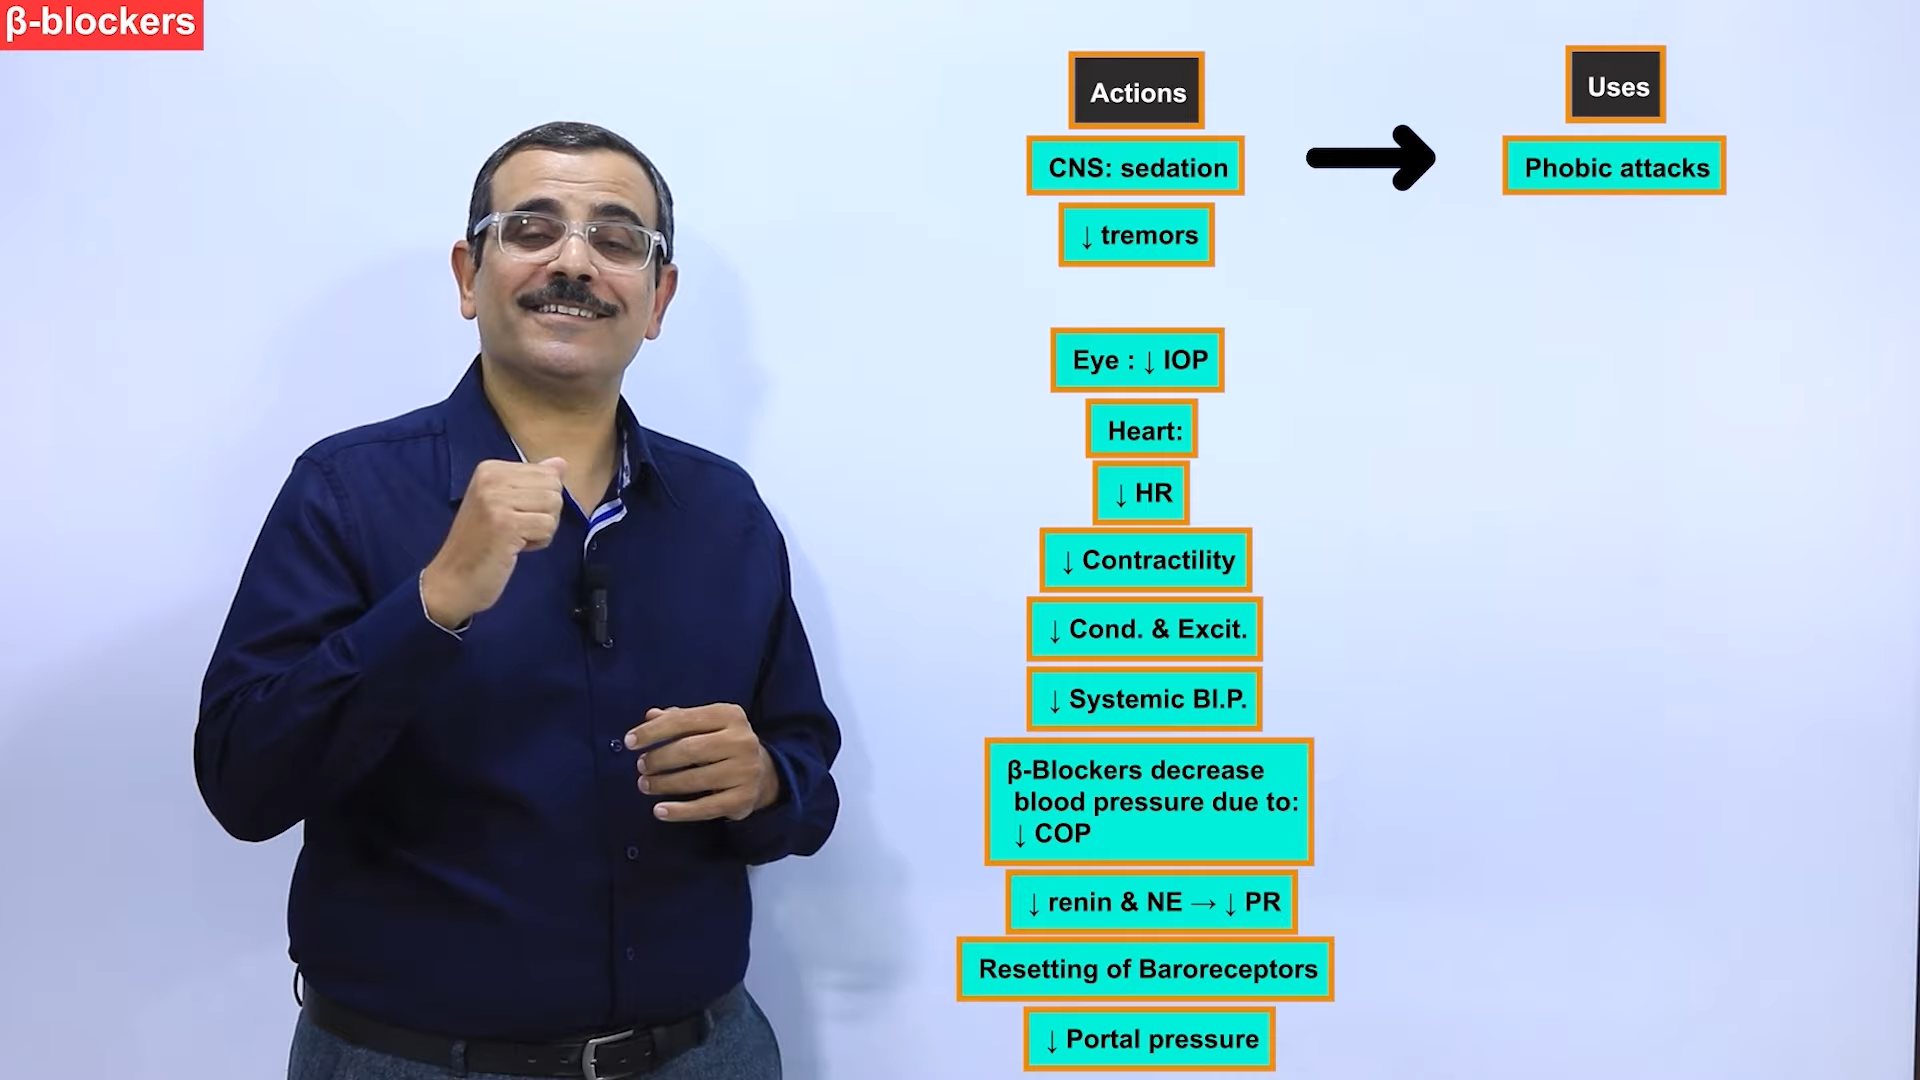 β-blockers
Actions
Uses
CNS: sedation
Phobic attacks
↓ tremors
Eye : ↓ IOP
Heart:
↓ HR
↓ Contractility
↓ Cond. & Excit.
↓ Systemic Bl.P.
β-Blockers decrease
blood pressure due to:
↓ COP
↓ renin & NE → ↓ PR
Resetting of Baroreceptors
↓ Portal pressure